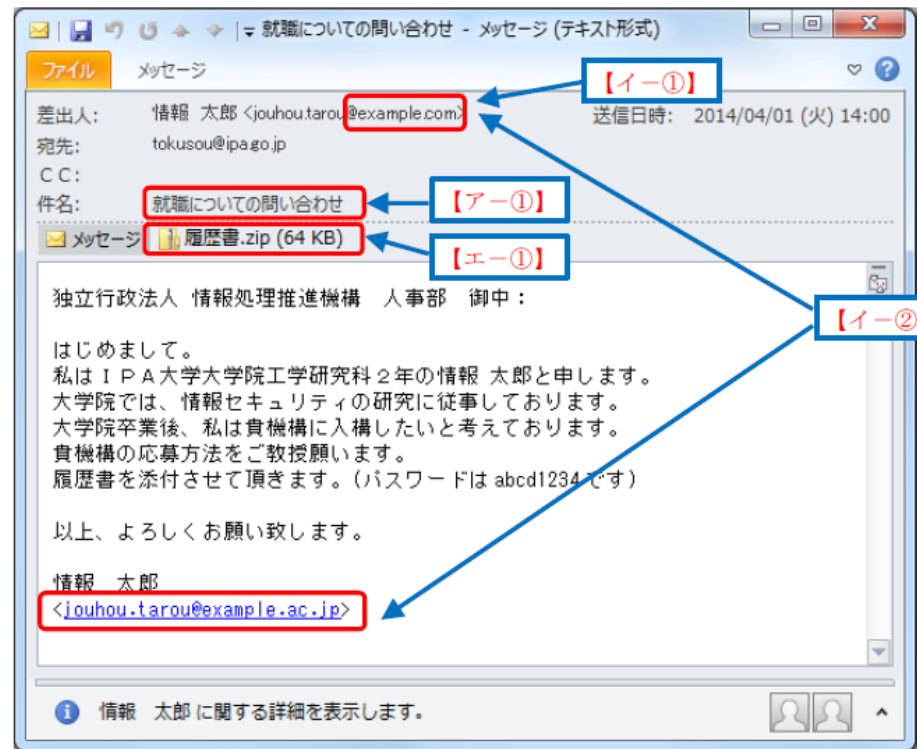 就職についての問い合わせ - メッセージ (テキスト形式)
ファイル メッセージ
【イー①】
差出人: 情報 太郎 <jouhou.tarou@example.com> 送信日時: 2014/04/01 (火) 14:00
宛先: tokusou@ipa.go.jp
CC:
件名: 就職についての問い合わせ
【アー①】
メッセージ 履歴書.zip (64 KB)
【エー①】
独立行政法人 情報処理推進機構 人事部 御中:
【イー②
はじめまして。
私はIPA大学大学院工学研究科2年の情報 太郎と申します。
大学院では、情報セキュリティの研究に従事しております。
大学院卒業後、私は貴機構に入構したいと考えております。
貴機構の応募方法をご教授願います。
履歴書を添付させて頂きます。(パスワードは abcd1234 です)
以上、よろしくお願い致します。
情報 太郎
<jouhou.tarou@example.ac.jp>
情報 太郎 に関する詳細を表示します。